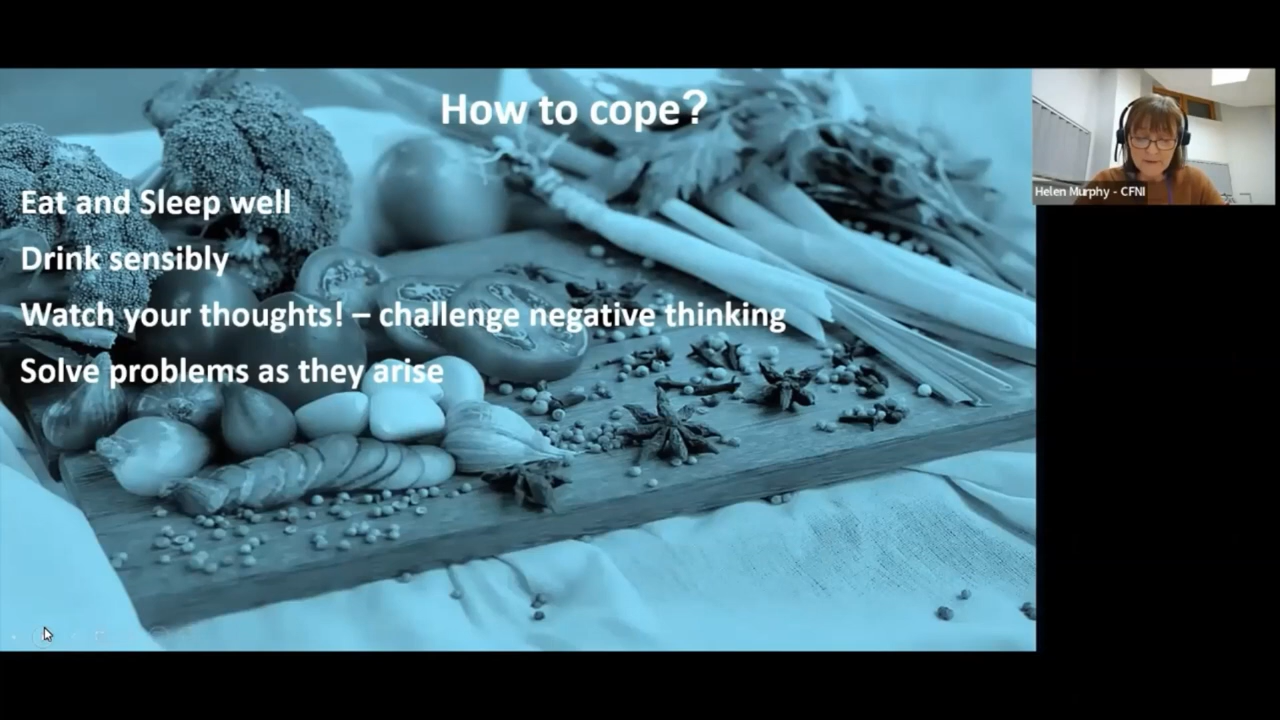 How to cope?
Eat and Sleep well
Drink sensibly
Watch your thoughts! – challenge negative thinking
Solve problems as they arise
Helen Murphy - CFNI